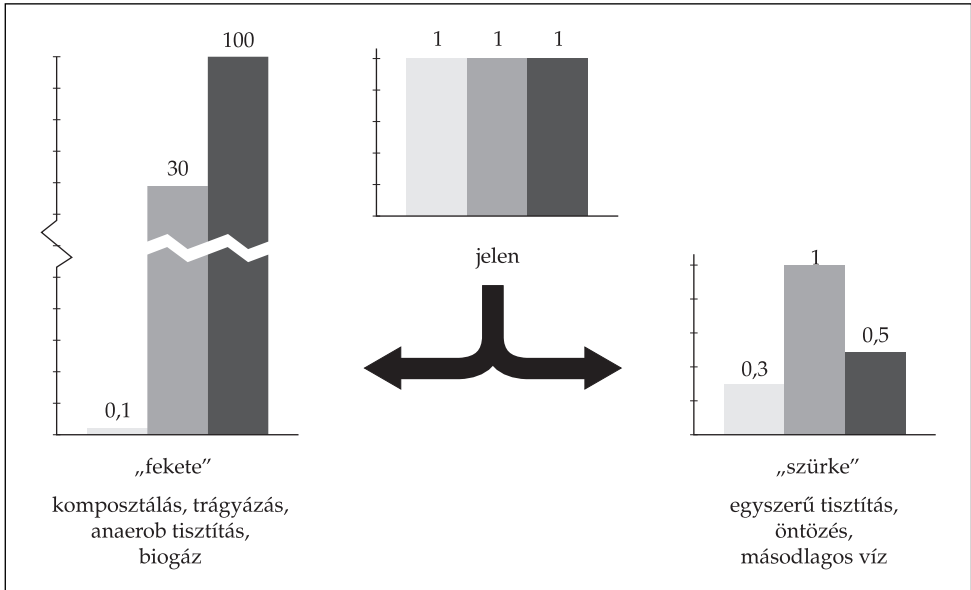 100
30
0,1
„fekete”
komposztálás, trágyázás,
anaerob tisztítás,
biogáz
1 1 1
jelen
1
0,5
0,3
„szürke”
egyszerű tisztítás,
öntözés,
másodlagos víz